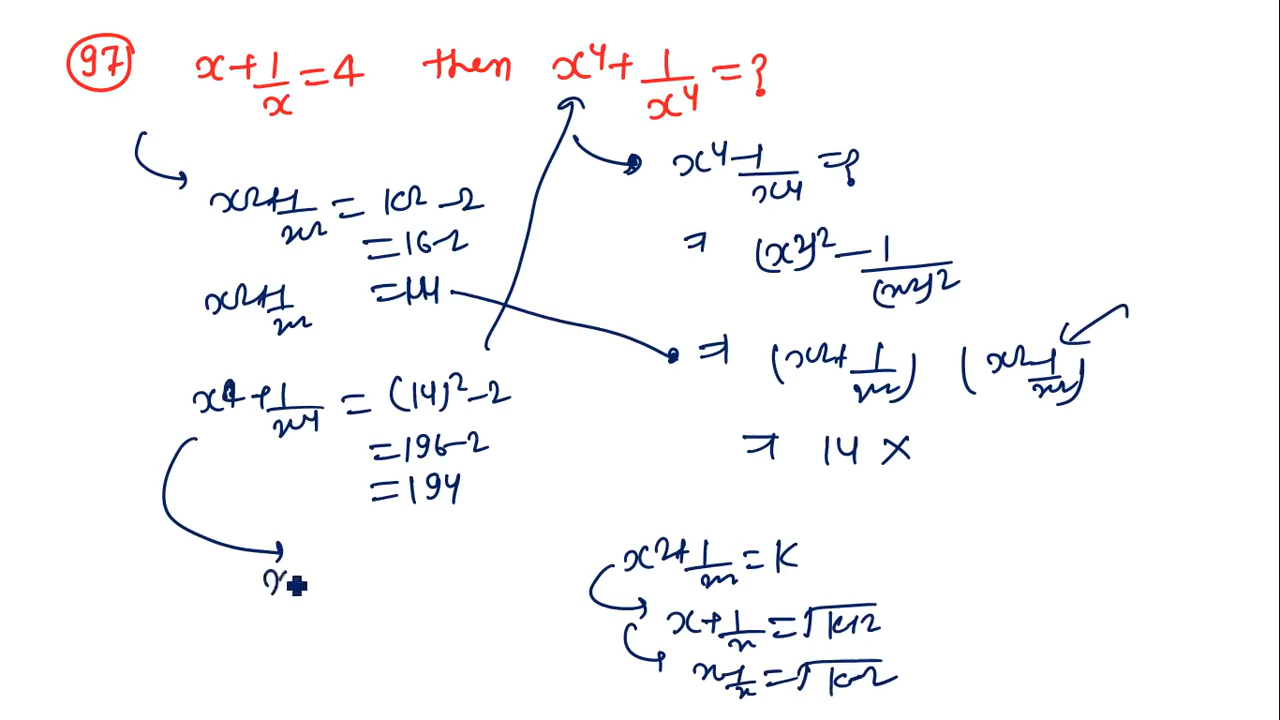 97 x+1/x=4 then x⁴+1/x⁴=?
x²+1/x²=k²-2
=16-2
x²+1/x² =14
x⁴+1/x⁴=(14)²-2
=196-2
=194
x
x⁴-1/x⁴=?
⇒ (x²)²-1/(x²)²
⇒ (x²+1/x²) (x²-1/x²)
⇒ 14 ×
x²+1/x²=K
x+1/x=√k+2
x-1/x=√k-2